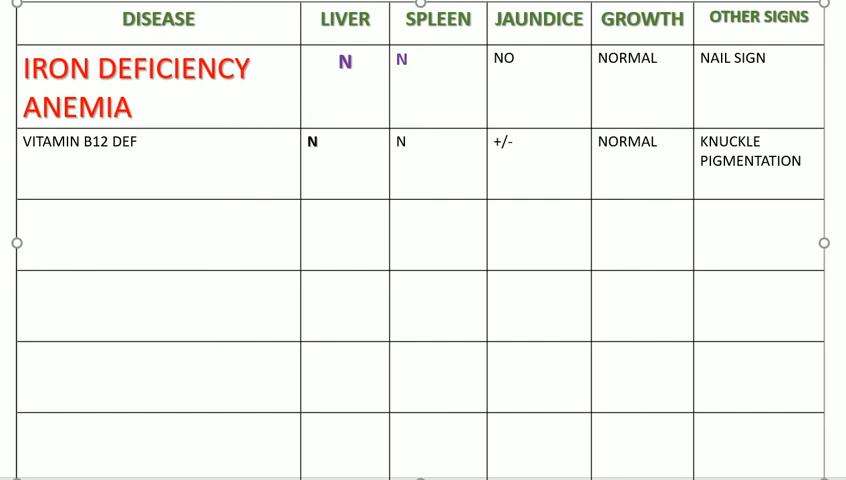 DISEASE LIVER SPLEEN JAUNDICE GROWTH OTHER SIGNS
IRON DEFICIENCY N N NO NORMAL NAIL SIGN
ANEMIA
VITAMIN B12 DEF N N +/- NORMAL KNUCKLE
PIGMENTATION